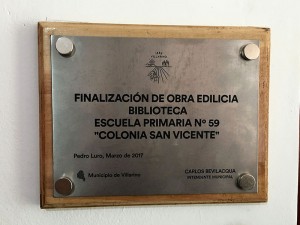 FINALIZACIÓN DE OBRA EDILICIA
BIBLIOTECA
ESCUELA PRIMARIA Nº 59
"COLONIA SAN VICENTE"
Pedro Luro, Marzo de 2017
Municipio de Villarino
CARLOS BEVILACQUA
INTENDENTE MUNICIPAL